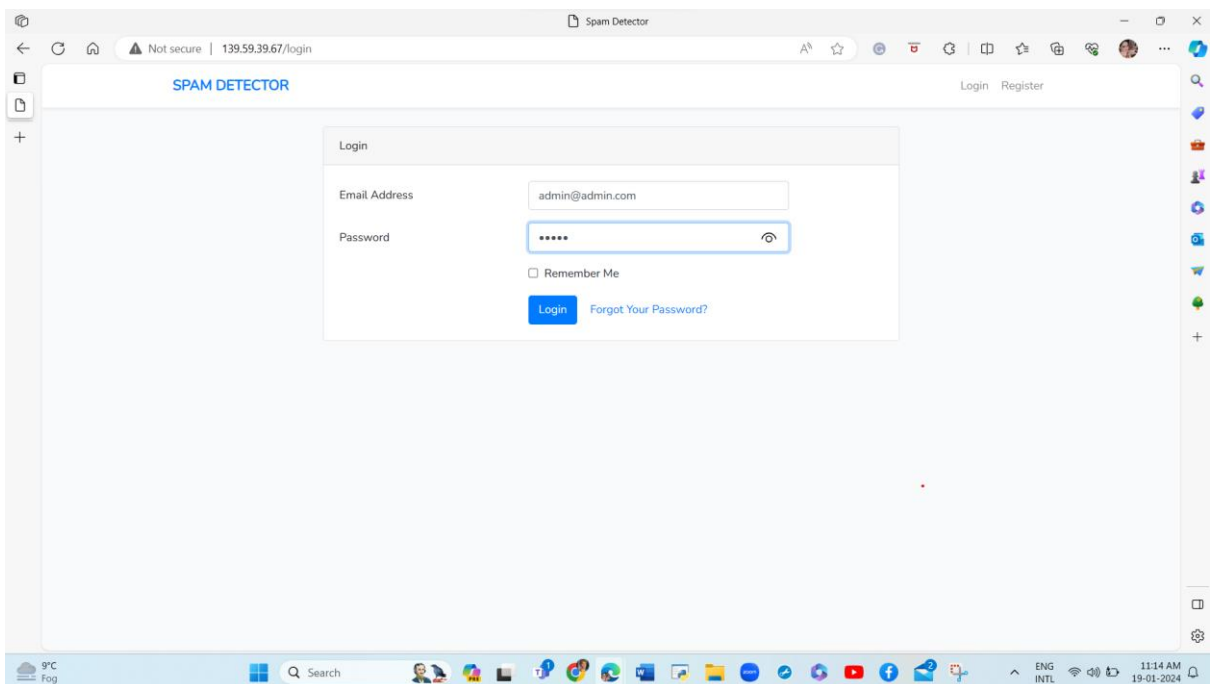 Spam Detector
Not secure | 139.59.39.67/login
SPAM DETECTOR
Login Register
Login
Email Address
admin@admin.com
Password
•••••
Remember Me
Login Forgot Your Password?
9°C
Fog
Search
ENG
INTL
11:14 AM
19-01-2024